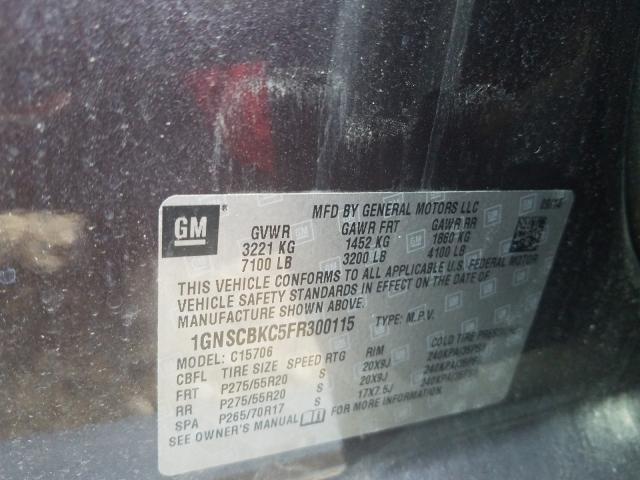 GM
MFD BY GENERAL MOTORS LLC
GVWR GAWR FRT GAWR RR
3221 KG 1452 KG 1860 KG
7100 LB 3200 LB 4100 LB
THIS VEHICLE CONFORMS TO ALL APPLICABLE U.S. FEDERAL MOTOR
VEHICLE SAFETY STANDARDS IN EFFECT ON THE DATE OF
MANUFACTURE SHOWN ABOVE.
1GNSCBKC5FR300115 TYPE: M.P.V.
MODEL: C15706
CBFL TIRE SIZE SPEED RTG RIM
FRT P275/55R20 S 20X9J 240KPA/35PSI
RR P275/55R20 S 20X9J
SPA P265/70R17 S 17X7.5J
SEE OWNER'S MANUAL FOR MORE INFORMATION